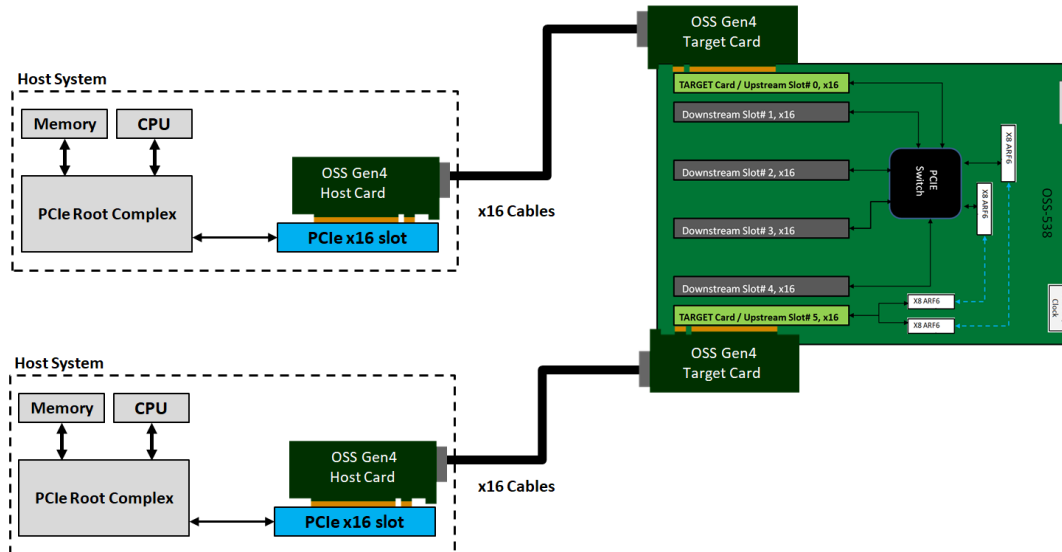 OSS Gen4
Target Card
Host System
Memory
CPU
PCIe Root Complex
OSS Gen4
Host Card
PCIe x16 slot
x16 Cables
TARGET Card / Upstream Slot# 0, x16
Downstream Slot# 1, x16
Downstream Slot# 2, x16
Downstream Slot# 3, x16
Downstream Slot# 4, x16
TARGET Card / Upstream Slot# 5, x16
PCIE
Switch
X8 ARF6
X8 ARF6
X8 ARF6
X8 ARF6
OSS-538
Clock
OSS Gen4
Target Card
Host System
Memory
CPU
PCIe Root Complex
OSS Gen4
Host Card
PCIe x16 slot
x16 Cables